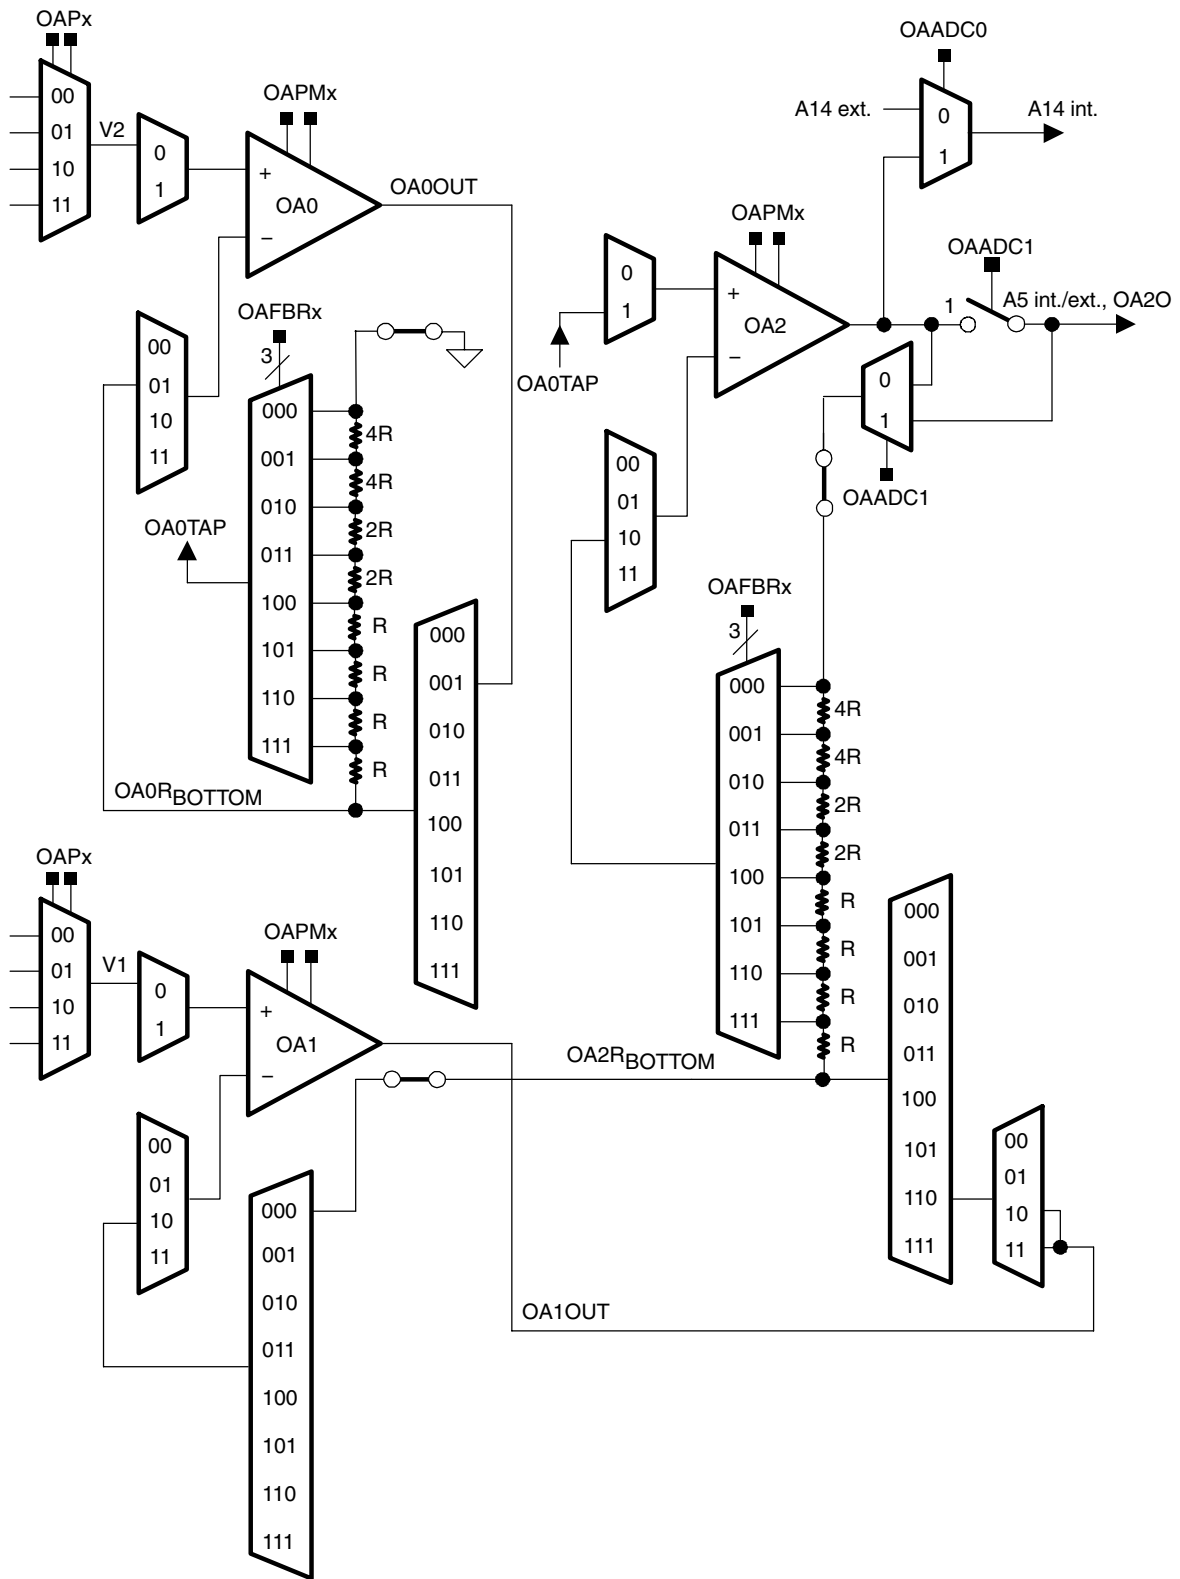 OAPx
00
01
10
11
V2
0
1
OAPMx
+
OA0
−
OA0OUT
00
01
10
11
OAFBRx
3
000
001
010
011
100
101
110
111
4R
4R
2R
2R
R
R
R
R
OA0TAP
OA0RBOTTOM
000
001
010
011
100
101
110
111
OAADC0
A14 ext.
0
1
A14 int.
OAPMx
0
1
OA0TAP
+
OA2
−
OAADC1
1
A5 int./ext., OA2O
0
1
OAADC1
00
01
10
11
OAFBRx
3
000
001
010
011
100
101
110
111
4R
4R
2R
2R
R
R
R
R
OA2RBOTTOM
000
001
010
011
100
101
110
111
00
01
10
11
OAPx
00
01
10
11
V1
0
1
OAPMx
+
OA1
−
00
01
10
11
000
001
010
011
100
101
110
111
OA1OUT